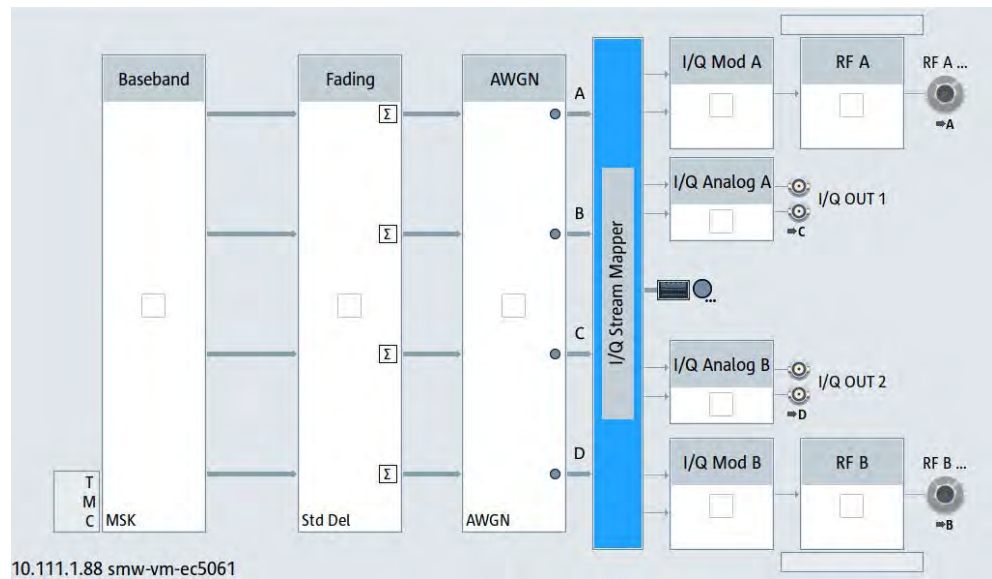 Baseband
Fading
AWGN
I/Q Mod A
RF A
RF A ...
A
Σ
➡A
I/Q Analog A
I/Q OUT 1
B
Σ
➡C
I/Q Stream Mapper
...
C
Σ
I/Q Analog B
I/Q OUT 2
➡D
D
Σ
I/Q Mod B
RF B
RF B ...
➡B
T
M
C
MSK
Std Del
AWGN
10.111.1.88 smw-vm-ec5061